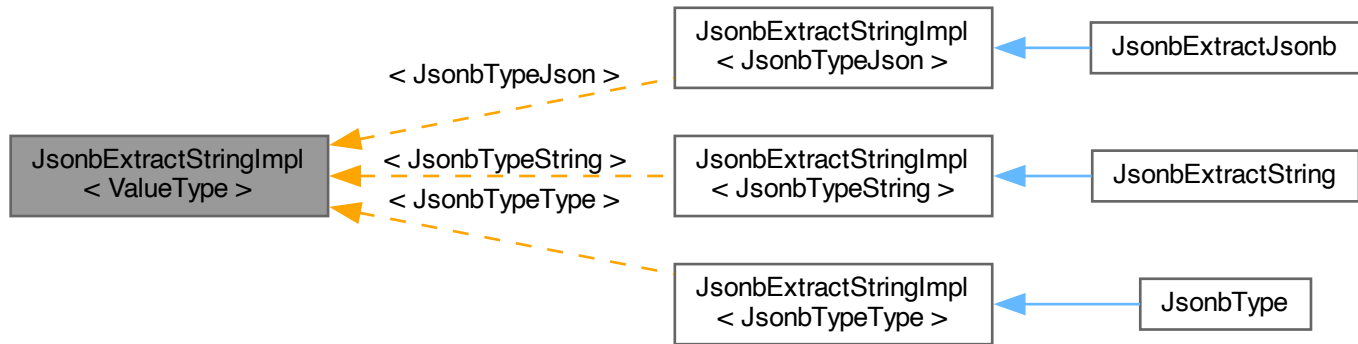 JsonbExtractStringImpl
< JsonbTypeJson >
JsonbExtractJsonb
< JsonbTypeJson >
JsonbExtractStringImpl
< ValueType >
< JsonbTypeString >
JsonbExtractStringImpl
< JsonbTypeString >
JsonbExtractString
< JsonbTypeType >
JsonbExtractStringImpl
< JsonbTypeType >
JsonbType